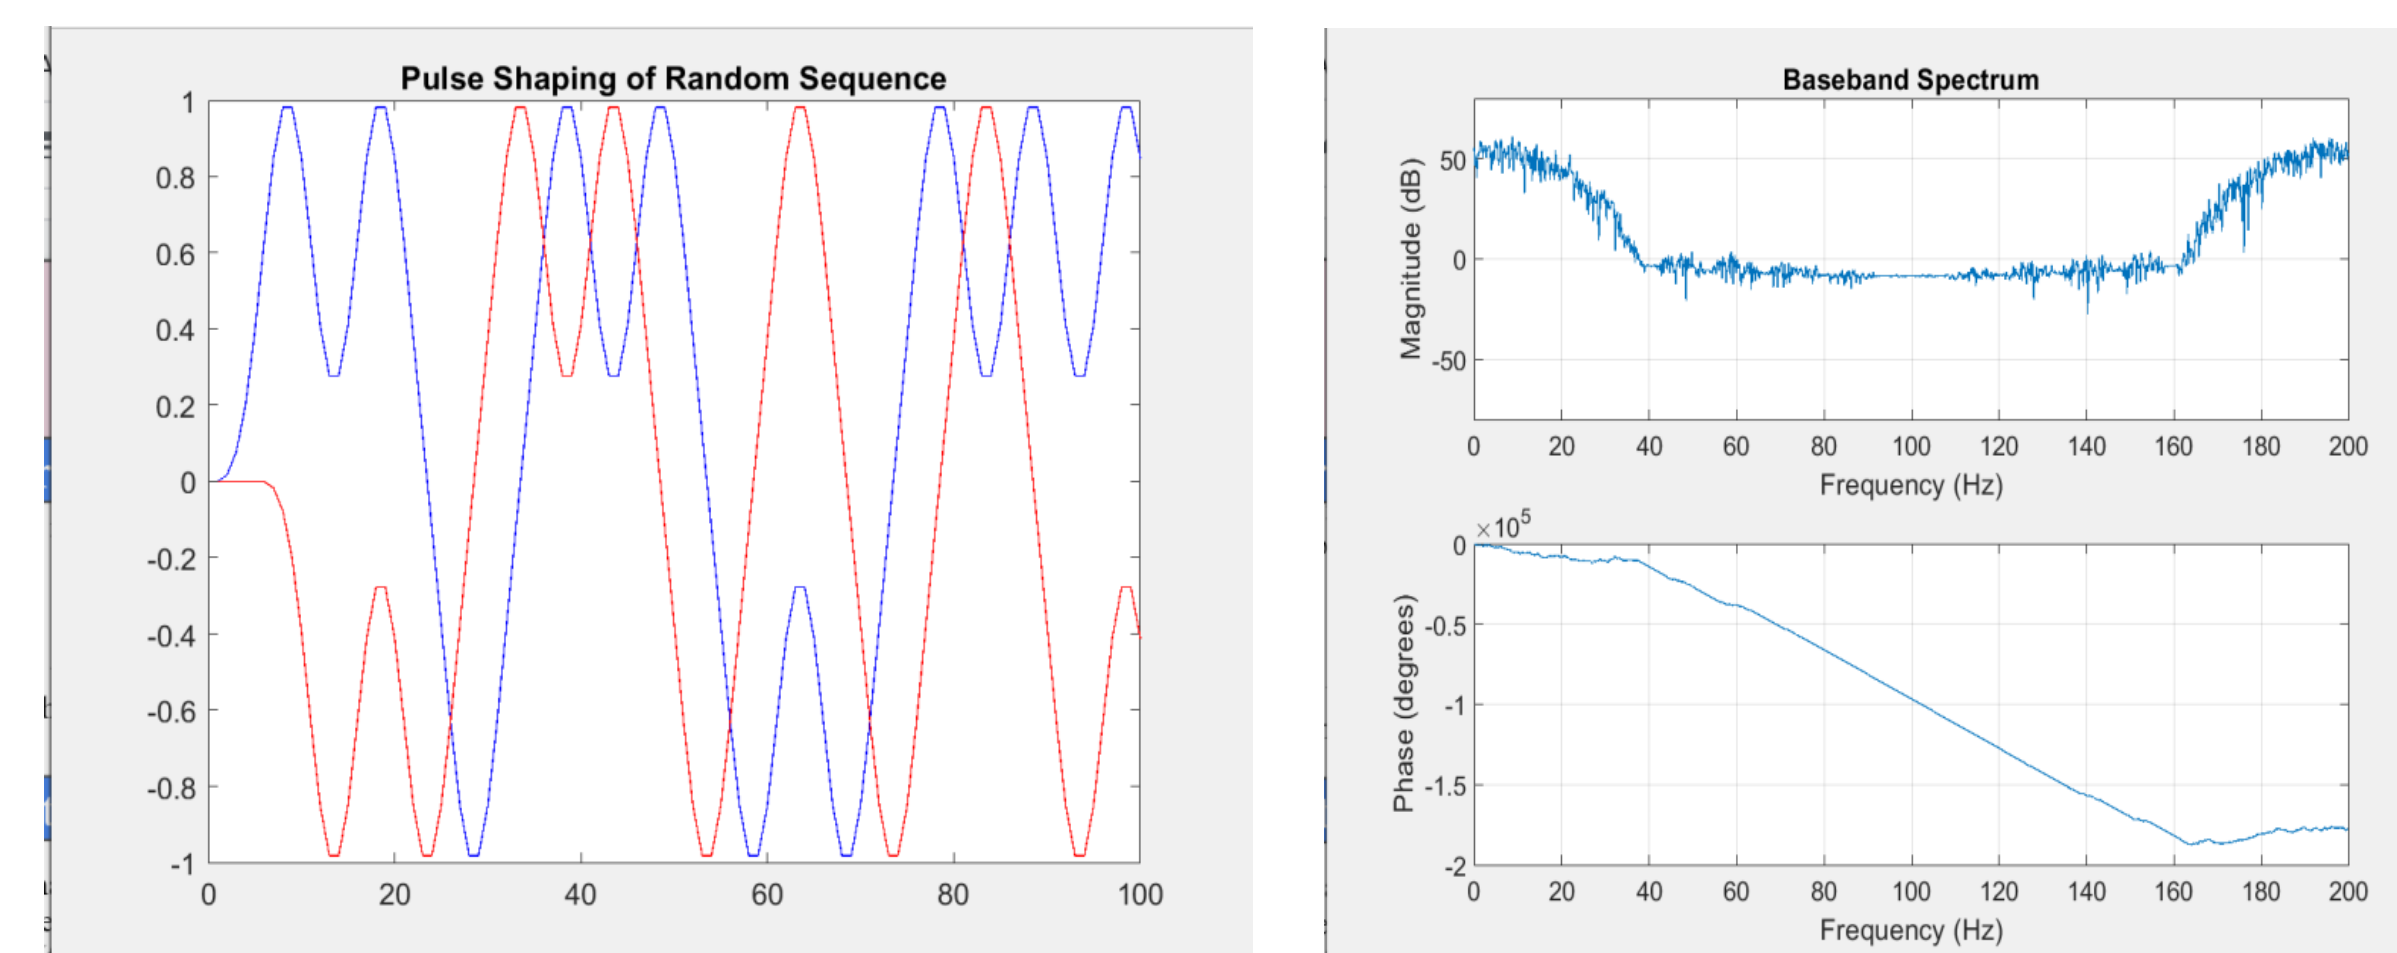 Pulse Shaping of Random Sequence
1
0.8
0.6
0.4
0.2
0
-0.2
-0.4
-0.6
-0.8
-1
0 20 40 60 80 100
Baseband Spectrum
Magnitude (dB)
50
0
-50
0 20 40 60 80 100 120 140 160 180 200
Frequency (Hz)
×10^5
Phase (degrees)
0
-0.5
-1
-1.5
-2
0 20 40 60 80 100 120 140 160 180 200
Frequency (Hz)